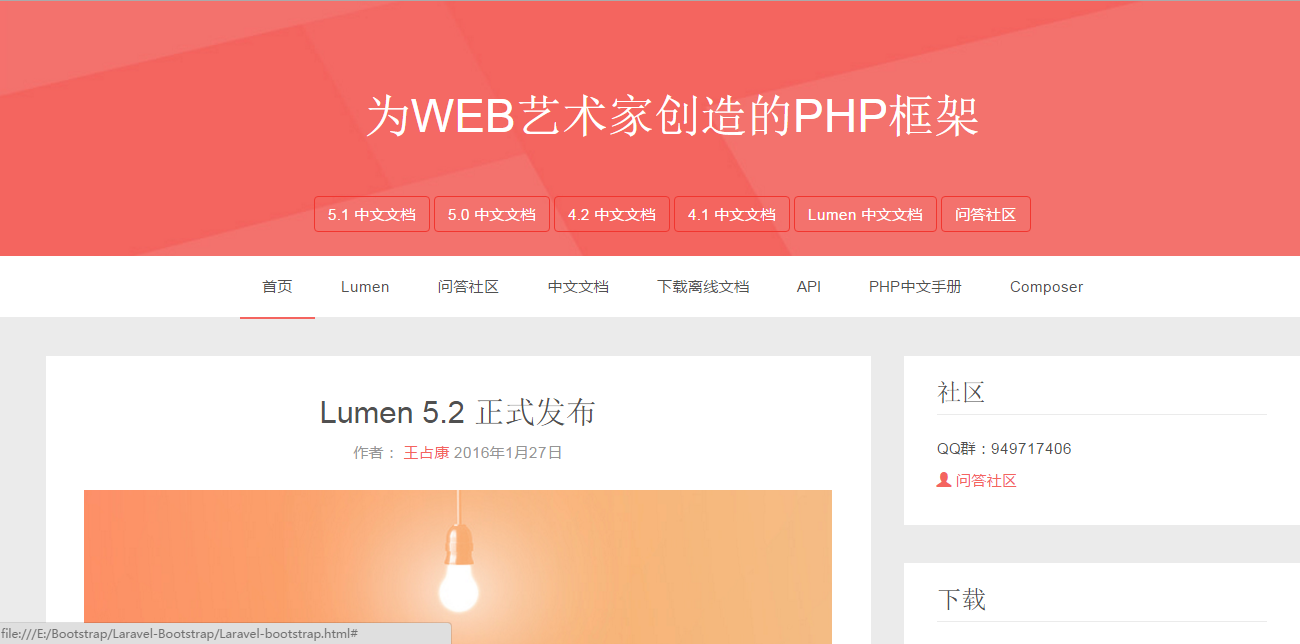 为WEB艺术家创造的PHP框架
5.1 中文文档 5.0 中文文档 4.2 中文文档 4.1 中文文档 Lumen 中文文档 问答社区
首页 Lumen 问答社区 中文文档 下载离线文档 API PHP中文手册 Composer
Lumen 5.2 正式发布
作者： 王占康 2016年1月27日
社区
QQ群：949717406
问答社区
下载
file:///E:/Bootstrap/Laravel-Bootstrap/Laravel-bootstrap.html#